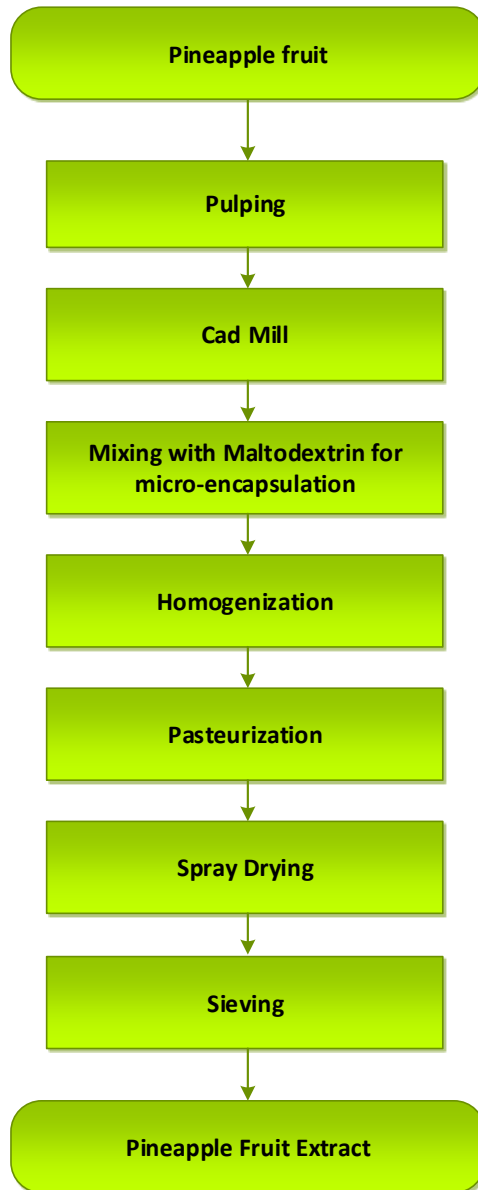 Pineapple fruit
Pulping
Cad Mill
Mixing with Maltodextrin for
micro-encapsulation
Homogenization
Pasteurization
Spray Drying
Sieving
Pineapple Fruit Extract